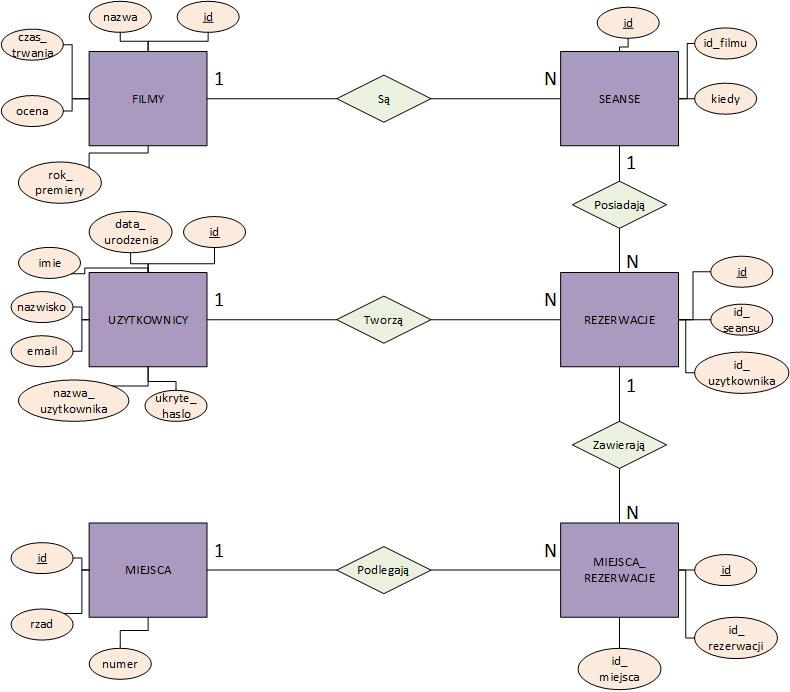 nazwa
id
czas_
trwania
ocena
rok_
premiery
FILMY
1
Są
N
SEANSE
id
id_filmu
kiedy
1
Posiadają
N
data_
urodzenia
id
imie
nazwisko
email
nazwa_
uzytkownika
ukryte_
haslo
UZYTKOWNICY
1
Tworzą
N
REZERWACJE
id
id_
seansu
id_
uzytkownika
1
Zawierają
N
id
rzad
numer
MIEJSCA
1
Podlegają
N
MIEJSCA_
REZERWACJE
id
id_
rezerwacji
id_
miejsca